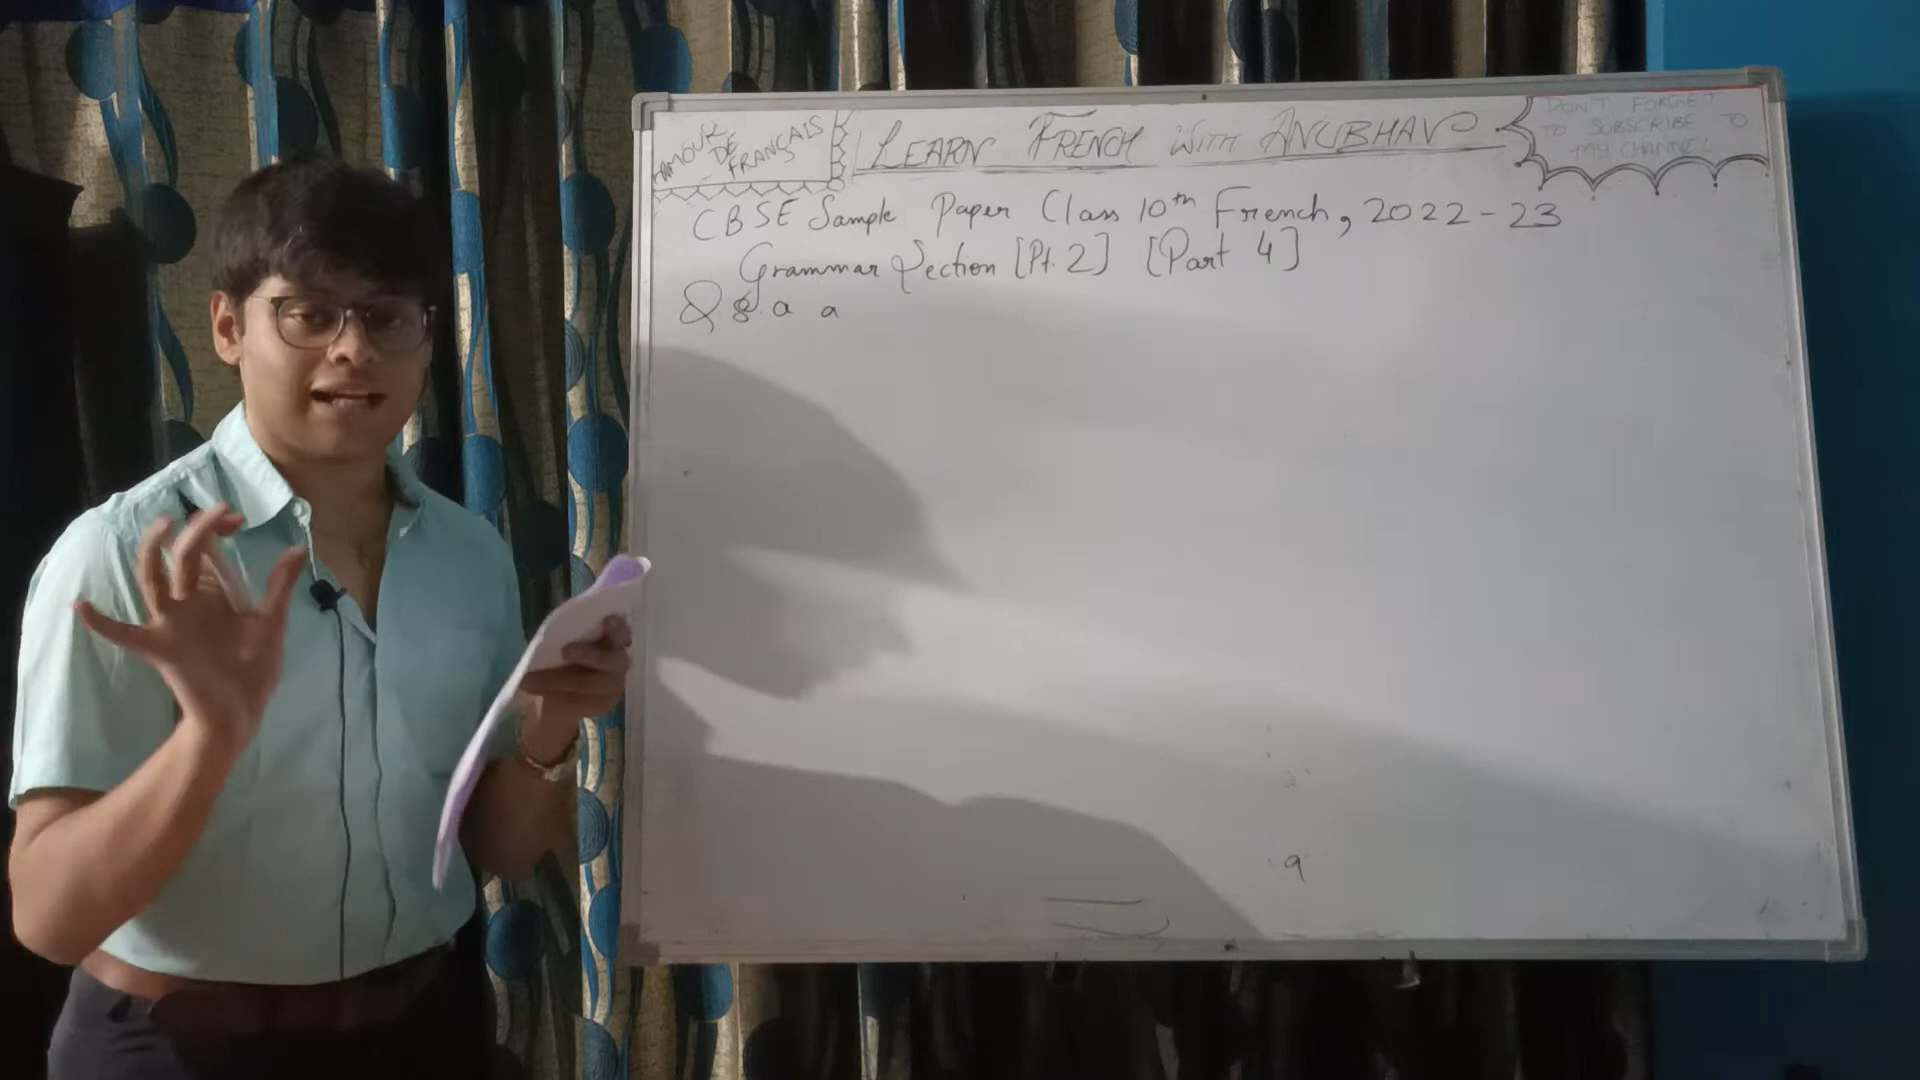 AMOUR
DE
FRANÇAIS
LEARN FRENCH WITH ANUBHAV
DON'T FORGET
TO SUBSCRIBE TO
MY CHANNEL
CBSE Sample Paper Class 10th French, 2022-23
Grammar Section [Pt. 2] [Part 4]
Q 8. a a
a